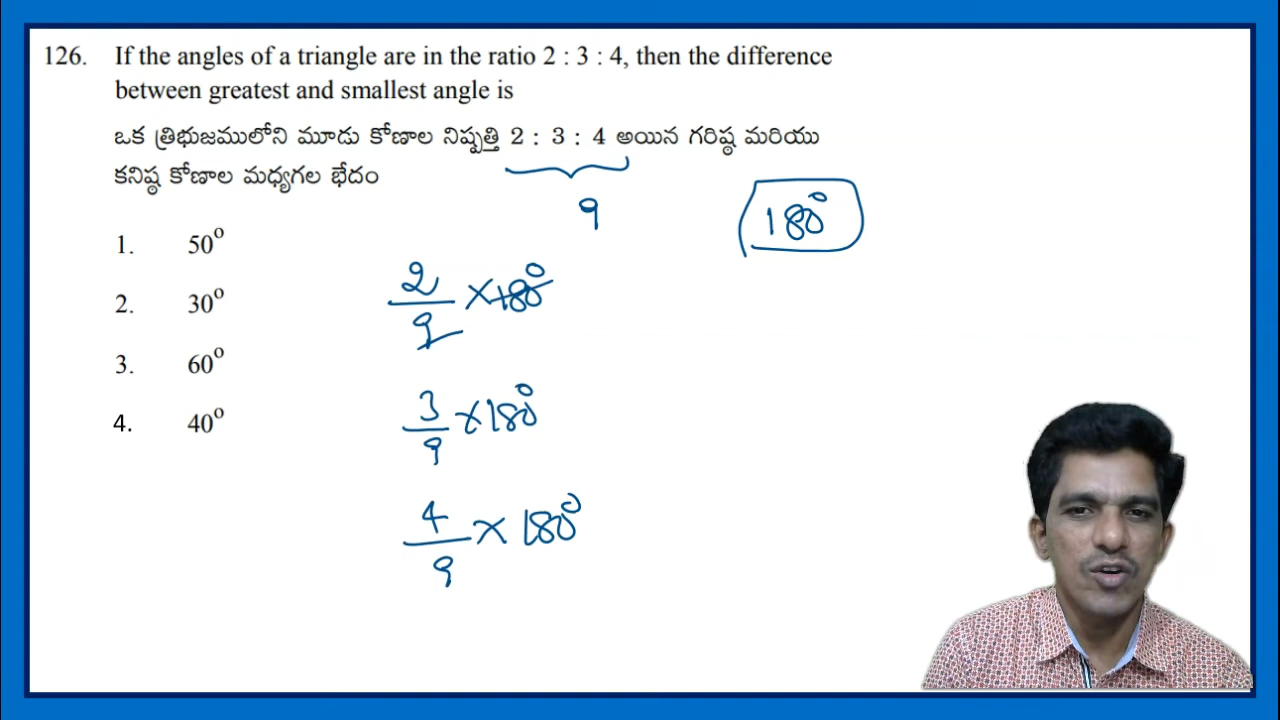 126. If the angles of a triangle are in the ratio 2 : 3 : 4, then the difference
between greatest and smallest angle is
ఒక త్రిభుజములోని మూడు కోణాల నిష్పత్తి 2 : 3 : 4 అయిన గరిష్ఠ మరియు
కనిష్ఠ కోణాల మధ్యగల భేదం
9
180°
1. 50°
2. 30°
3. 60°
4. 40°
2/9 × 180°
3/9 × 180°
4/9 × 180°